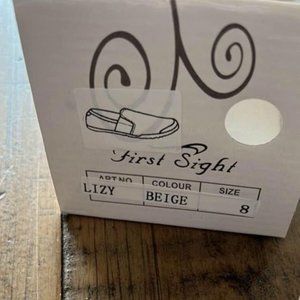 First Sight
ART.NO COLOUR SIZE
LIZY BEIGE 8